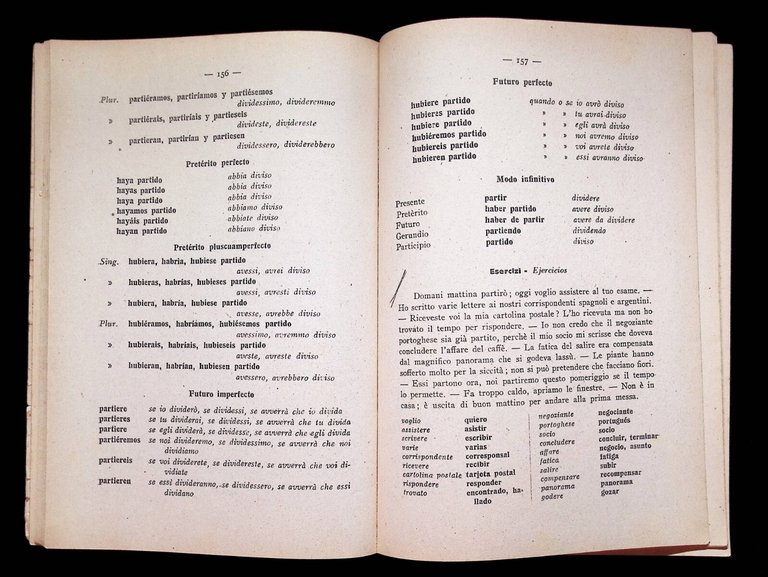 — 156 —
Plur. partiéramos, partiríamos y partiésemos
dividessimo, divideremmo
» partiérais, partiríais y partieseis
divideste, dividereste
» partieran, partirían y partiesen
dividessero, dividerebbero
Pretérito perfecto
haya partido abbia diviso
hayas partido abbia diviso
haya partido abbia diviso
hayamos partido abbiamo diviso
hayáis partido abbiate diviso
hayan partido abbiano diviso
Pretérito pluscuamperfecto
Sing. hubiera, habría, hubiese partido
avessi, avrei diviso
» hubieras, habrías, hubieses partido
avessi, avresti diviso
» hubiera, habría, hubiese partido
avesse, avrebbe diviso
Plur. hubiéramos, habríamos, hubiésemos partido
avessimo, avremmo diviso
» hubierais, habríais, hubieseis partido
aveste, avreste diviso
» hubieran, habrían, hubiesen partido
avessero, avrebbero diviso
Futuro imperfecto
partiere se io dividerò, se dividessi, se avverrà che io divida
partieres se tu dividerai, se dividessi, se avverrà che tu divida
partiere se egli dividerà, se dividesse, se avverrà che egli divida
partiéremos se noi divideremo, se dividessimo, se avverrà che noi
dividiamo
partiereis se voi dividerete, se dividereste, se avverrà che voi di-
vidiate
partieren se essi divideranno, se dividessero, se avverrà che essi
dividano
— 157 —
Futuro perfecto
hubiere partido quando o se io avrò diviso
hubieres partido » » tu avrai diviso
hubiere partido » » egli avrà diviso
hubiéremos partido » » noi avremo diviso
hubiereis partido » » voi avrete diviso
hubieren partido » » essi avranno diviso
Modo infinitivo
Presente partir dividere
Pretèrito haber partido avere diviso
Futuro haber de partir avere da dividere
Gerundio partiendo dividendo
Participio partido diviso
Esercizi - Ejercicios
Domani mattina partirò; oggi voglio assistere al tuo esame. —
Ho scritto varie lettere ai nostri corrispondenti spagnoli e argentini.
— Riceveste voi la mia cartolina postale? L'ho ricevuta ma non ho
trovato il tempo per rispondere. — Io non credo che il negoziante
portoghese sia già partito, perchè il mio socio mi scrisse che doveva
concludere l'affare del caffè. — La fatica del salire era compensata
dal magnifico panorama che si godeva lassù. — Le piante hanno
sofferto molto per la siccità; non si può pretendere che facciano fiori.
— Essi partono ora, noi partiremo questo pomeriggio se il tempo
lo permette. — Fa troppo caldo, apriamo le finestre. — Non è in
casa; è uscita di buon mattino per andare alla prima messa.
voglio quiero
assistere asistir
scrivere escribir
varie varias
corrispondente corresponsal
ricevere recibir
cartolina postale tarjeta postal
rispondere responder
trovato encontrado, ha-
llado
negoziante negociante
portoghese portugués
socio socio
concludere concluir, terminar
affare negocio, asunto
fatica fatiga
salire subir
compensare recompensar
panorama panorama
godere gozar